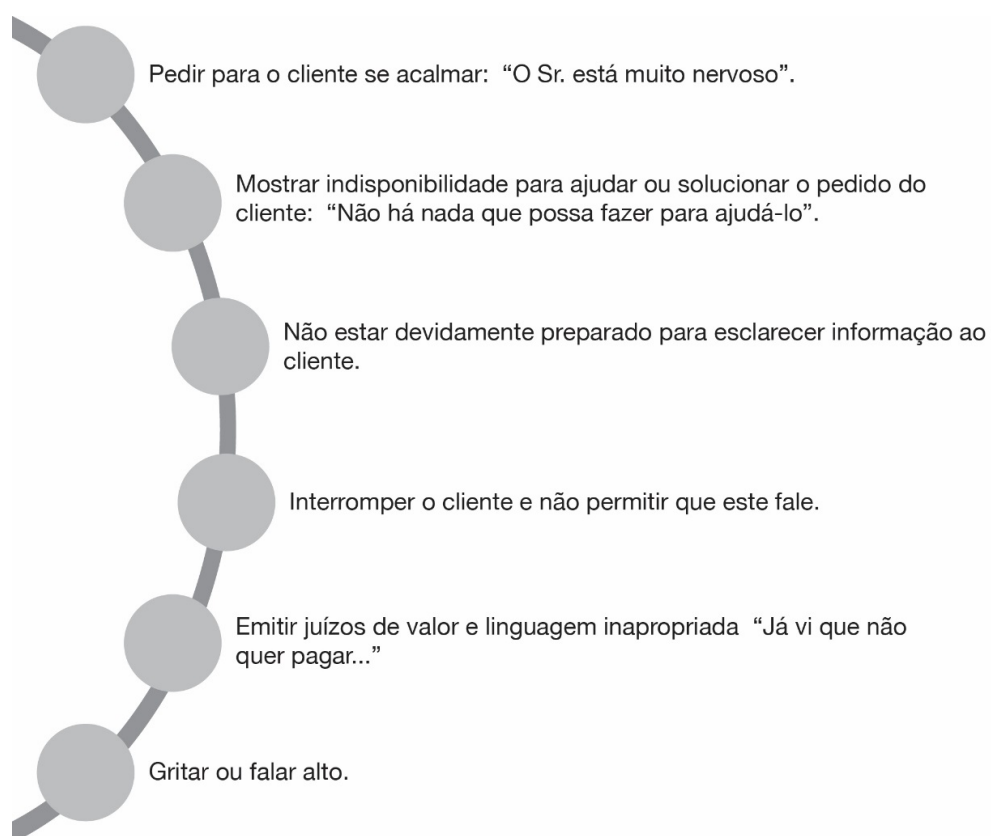 Pedir para o cliente se acalmar:  “O Sr. está muito nervoso”.
Mostrar indisponibilidade para ajudar ou solucionar o pedido do
cliente:  “Não há nada que possa fazer para ajudá-lo”.
Não estar devidamente preparado para esclarecer informação ao
cliente.
Interromper o cliente e não permitir que este fale.
Emitir juízos de valor e linguagem inapropriada  “Já vi que não
quer pagar...”
Gritar ou falar alto.